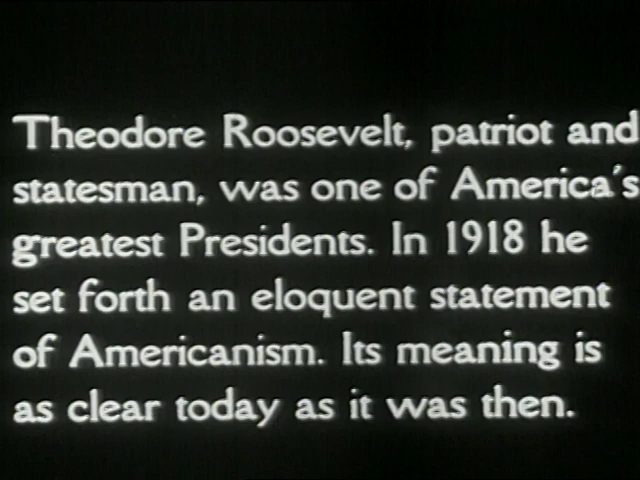 Theodore Roosevelt, patriot and
statesman, was one of America's
greatest Presidents. In 1918 he
set forth an eloquent statement
of Americanism. Its meaning is
as clear today as it was then.